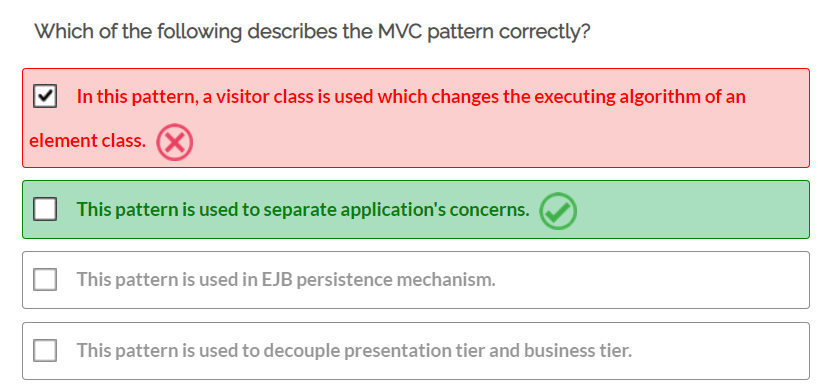 Which of the following describes the MVC pattern correctly?
In this pattern, a visitor class is used which changes the executing algorithm of an
element class.
This pattern is used to separate application's concerns.
This pattern is used in EJB persistence mechanism.
This pattern is used to decouple presentation tier and business tier.